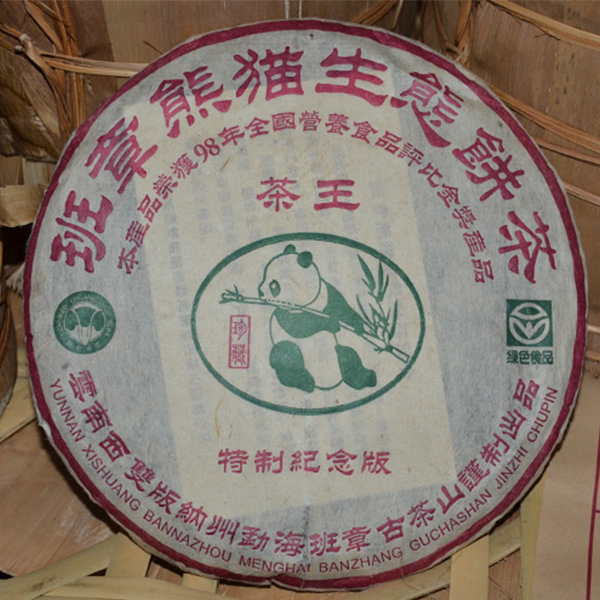 班章熊猫生態餅茶
本產品榮獲98年全國營養食品評比金獎產品
茶王
珍藏
绿色食品
特制紀念版
雲南西雙版納州勐海班章古茶山謹制出品
YUNNAN XISHUANG BANNAZHOU MENGHAI BANZHANG GUCHASHAN JINZHI CHUPIN